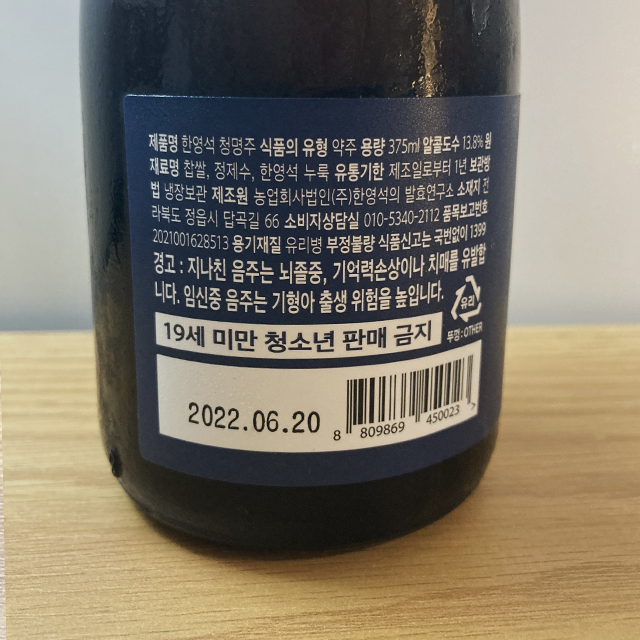 제품명 한영석 청명주 식품의 유형 약주 용량 375ml 알콜도수 13.8% 원
재료명 찹쌀, 정제수, 한영석 누룩 유통기한 제조일로부터 1년 보관방
법 냉장보관 제조원 농업회사법인(주)한영석의 발효연구소 소재지 전
라북도 정읍시 답곡길 66 소비지상담실 010-5340-2112 품목보고번호
2021001628513 용기재질 유리병 부정불량 식품신고는 국번없이 1399
경고 : 지나친 음주는 뇌졸중, 기억력손상이나 치매를 유발합
니다. 임신중 음주는 기형아 출생 위험을 높입니다.
유리
뚜껑 : OTHER
19세 미만 청소년 판매 금지
2022.06.20
8 809869 450023 >